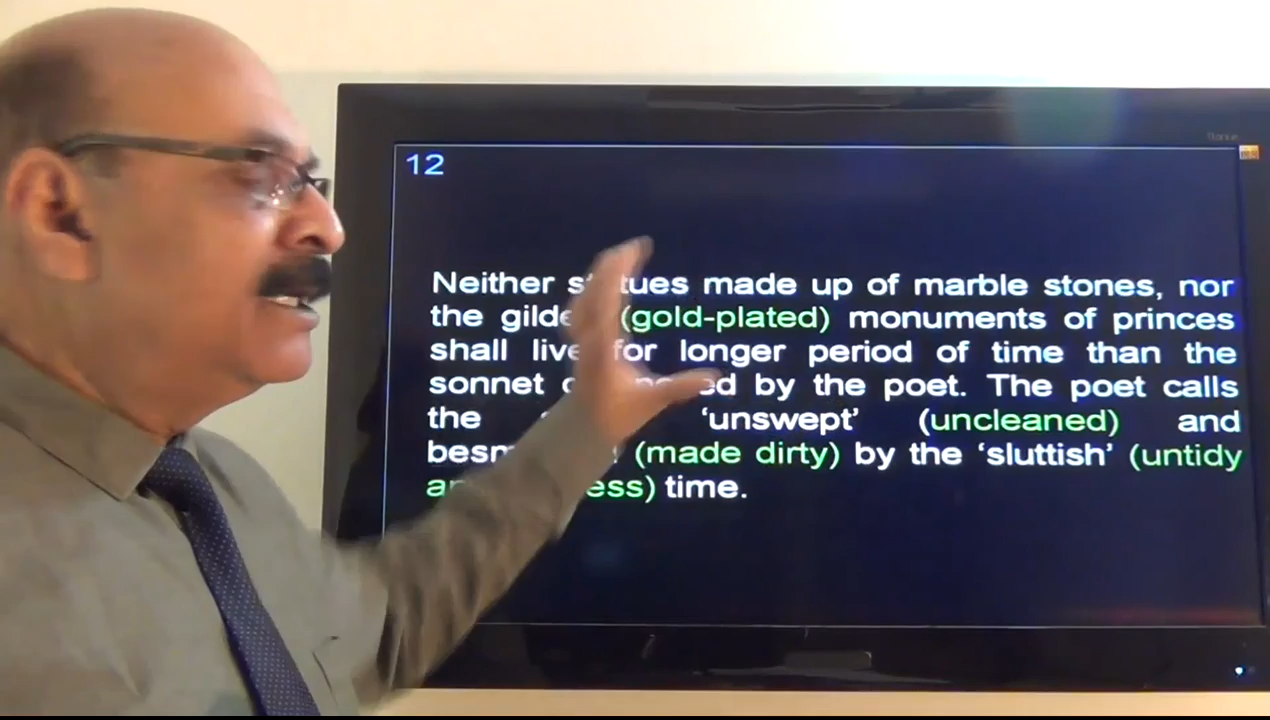 12
Neither made up of marble stones, nor
the (gold-plated) monuments of princes
shall live for longer period of time than the
sonnet by the poet. The poet calls
the ‘unswept’ (uncleaned) and
(made dirty) by the ‘sluttish’ (untidy
time.